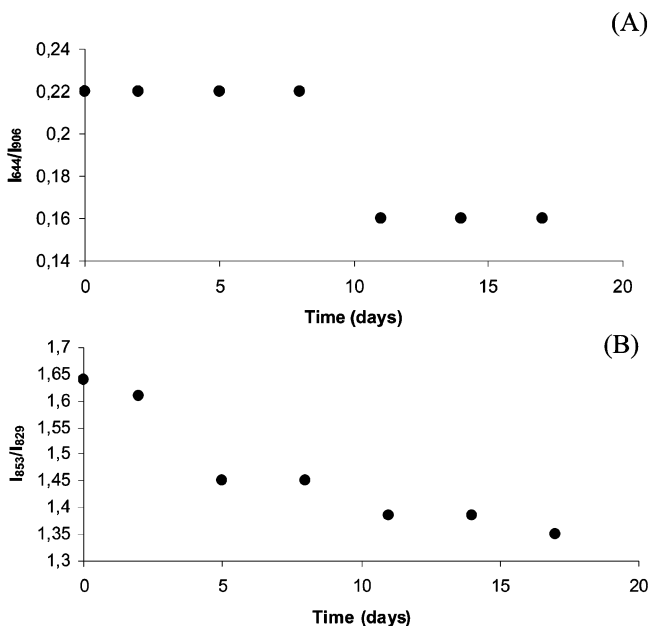 (A)
0,24
0,22
0,2
0,18
0,16
0,14
I644/I906
0 5 10 15 20
Time (days)
(B)
1,7
1,65
1,6
1,55
1,5
1,45
1,4
1,35
1,3
I853/I829
0 5 10 15 20
Time (days)